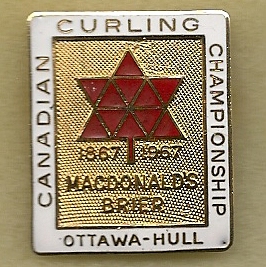 CANADIAN
CURLING
CHAMPIONSHIP
1867 1967
MACDONALD'S
BRIER
OTTAWA-HULL